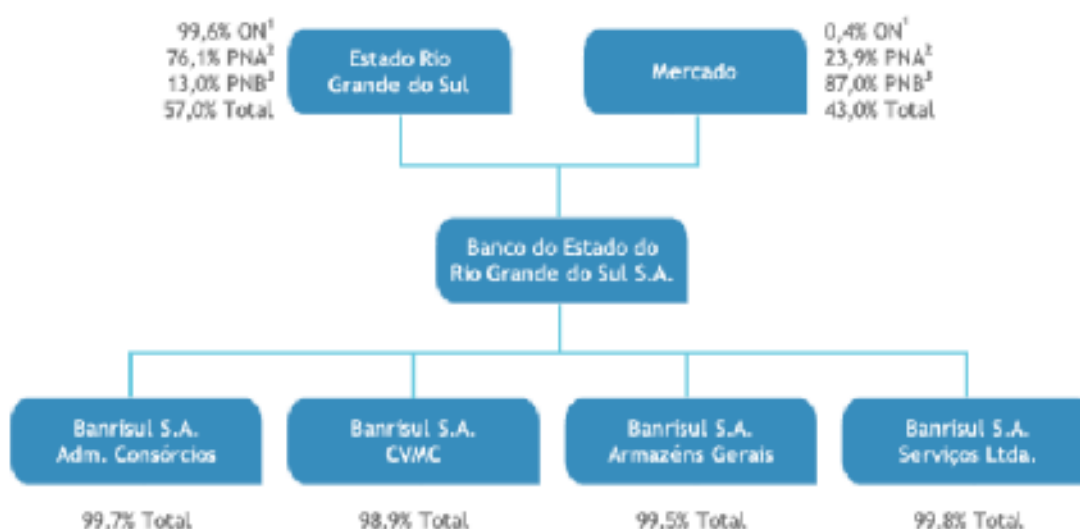 99,6% ON¹
76,1% PNA²
13,0% PNB³
57,0% Total
Estado Rio
Grande do Sul
Mercado
0,4% ON¹
23,9% PNA²
87,0% PNB³
43,0% Total
Banco do Estado do
Rio Grande do Sul S.A.
Banrisul S.A.
Adm. Consórcios
Banrisul S.A.
CVMC
Banrisul S.A.
Armazéns Gerais
Banrisul S.A.
Serviços Ltda.
99,7% Total
98,9% Total
99,5% Total
99,8% Total